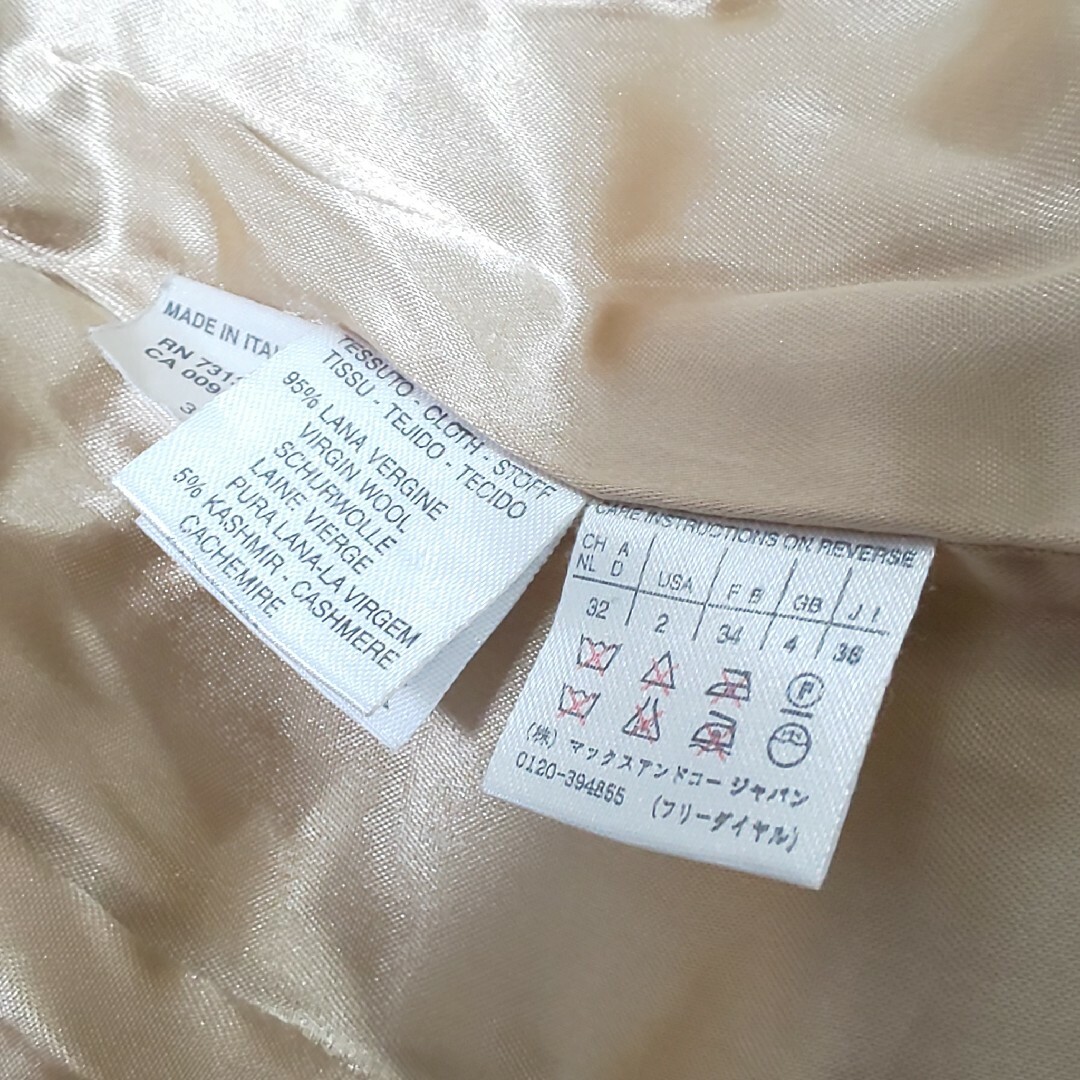 MADE IN ITA
RN 731
CA 009
3
TESSUTO - CLOTH - STOFF
TISSU - TEJIDO - TECIDO
95% LANA VERGINE
VIRGIN WOOL
SCHURWOLLE
LAINE VIERGE
PURA LANA-LA VIRGEM
5% KASHMIR - CASHMERE
CACHEMIRE
CARE INSTRUCTIONS ON REVERSE
CH A
NL D USA F B GB J I
32 2 34 4 36
P
(株) マックスアンドコー ジャパン
0120-394855 (フリーダイヤル)